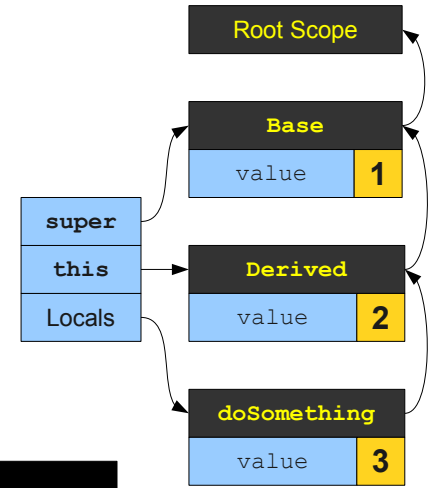 Root Scope
Base
value 1
super
this
Locals
Derived
value 2
doSomething
value 3